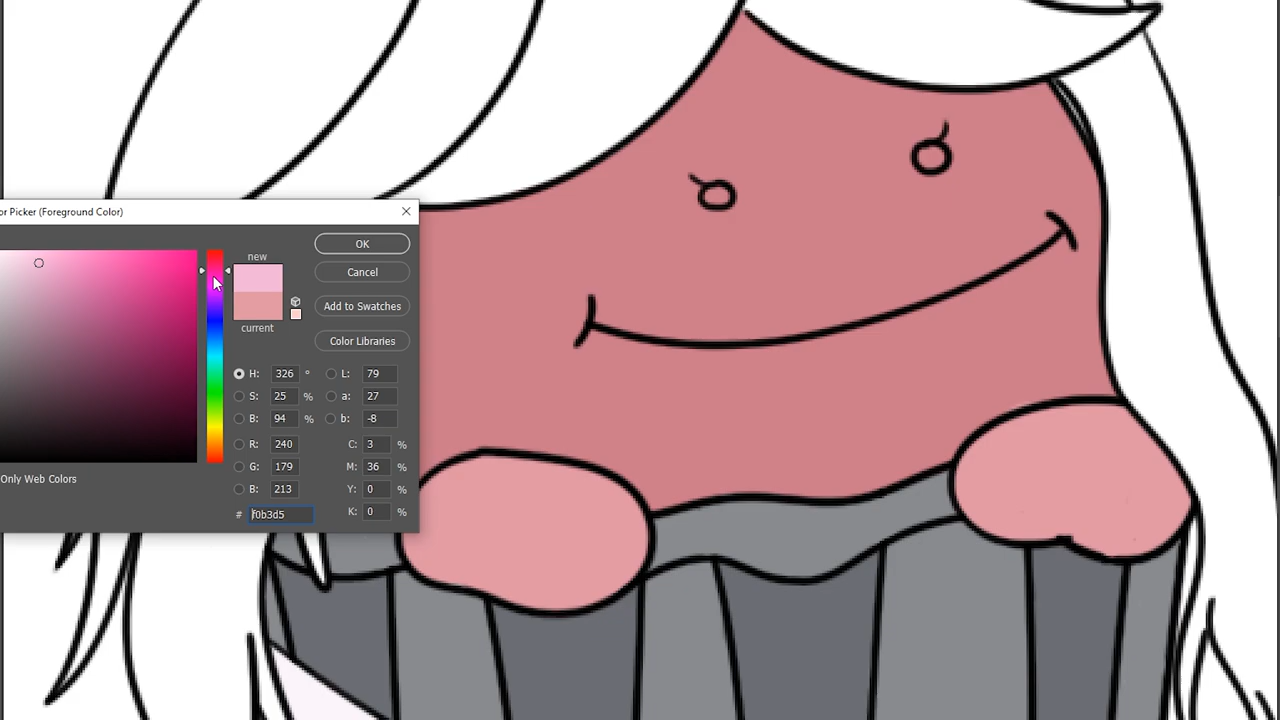 or Picker (Foreground Color)
new
OK
Cancel
Add to Swatches
current
Color Libraries
H: 326 ° L: 79
S: 25 % a: 27
B: 94 % b: -8
R: 240 C: 3 %
G: 179 M: 36 %
Only Web Colors
B: 213 Y: 0 %
# f0b3d5 K: 0 %